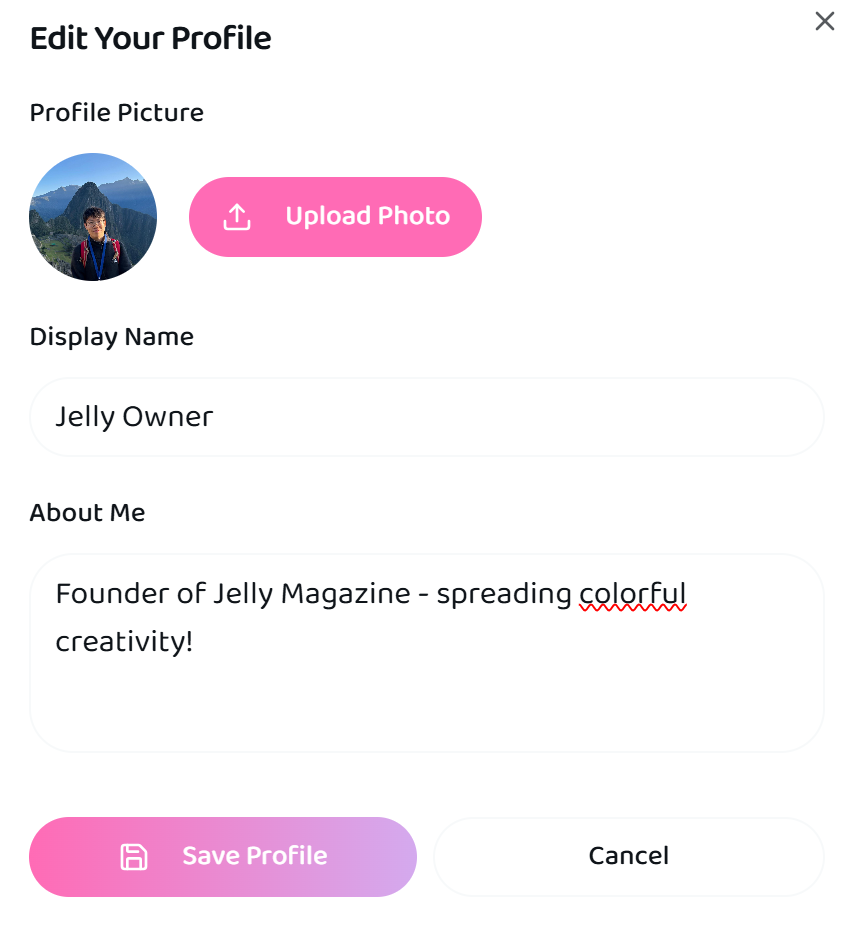 Edit Your Profile
Profile Picture
Upload Photo
Display Name
Jelly Owner
About Me
Founder of Jelly Magazine - spreading colorful
creativity!
Save Profile
Cancel